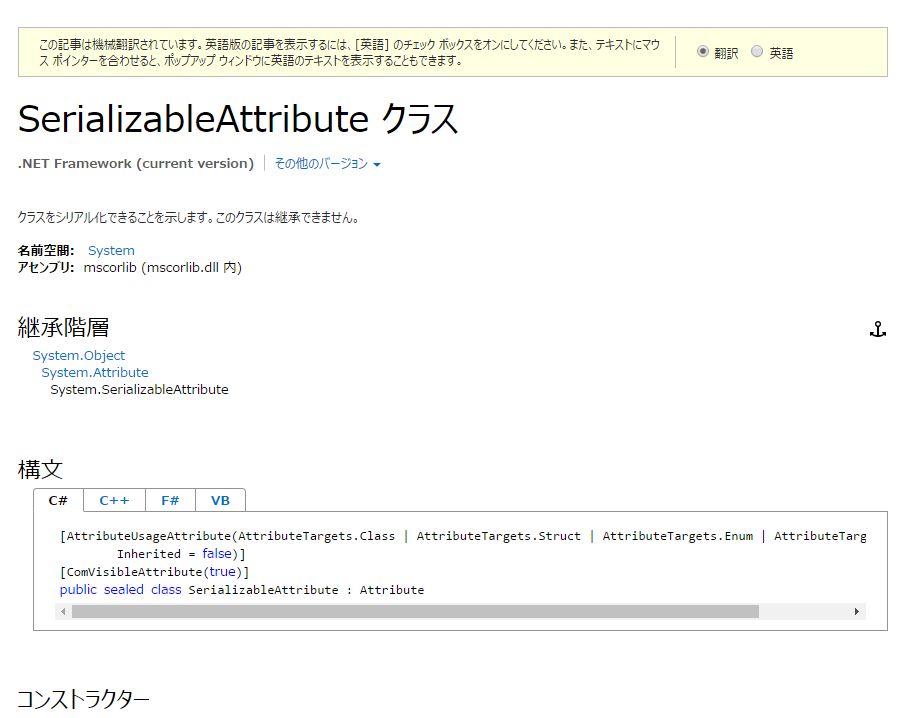 この記事は機械翻訳されています。英語版の記事を表示するには、[英語] のチェック ボックスをオンにしてください。また、テキストにマウ
ス ポインターを合わせると、ポップアップ ウィンドウに英語のテキストを表示することもできます。
翻訳 英語
SerializableAttribute クラス
.NET Framework (current version) その他のバージョン
クラスをシリアル化できることを示します。このクラスは継承できません。
名前空間: System
アセンブリ: mscorlib (mscorlib.dll 内)
継承階層
System.Object
System.Attribute
System.SerializableAttribute
構文
C# C++ F# VB
[AttributeUsageAttribute(AttributeTargets.Class | AttributeTargets.Struct | AttributeTargets.Enum | AttributeTarg
Inherited = false)]
[ComVisibleAttribute(true)]
public sealed class SerializableAttribute : Attribute
コンストラクター